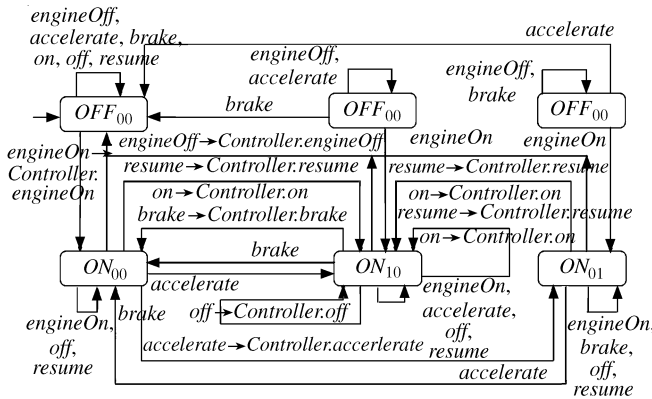 engineOff,
accelerate, brake,
on, off, resume
engineOff,
accelerate
accelerate
engineOff,
brake
OFF00
brake
OFF00
OFF00
engineOn→
Controller.
engineOn
engineOff→Controller.engineOff
engineOn
engineOn
resume→Controller.resume
resume→Controller.resume
on→Controller.on
on→Controller.on
brake→Controller.brake
resume→Controller.resume
brake
on→Controller.on
ON00
ON10
ON01
accelerate
engineOn,
accelerate,
off,
resume
brake
off→Controller.off
engineOn,
off,
resume
engineOn,
brake,
off,
resume
accelerate→Controller.accerlerate
accelerate